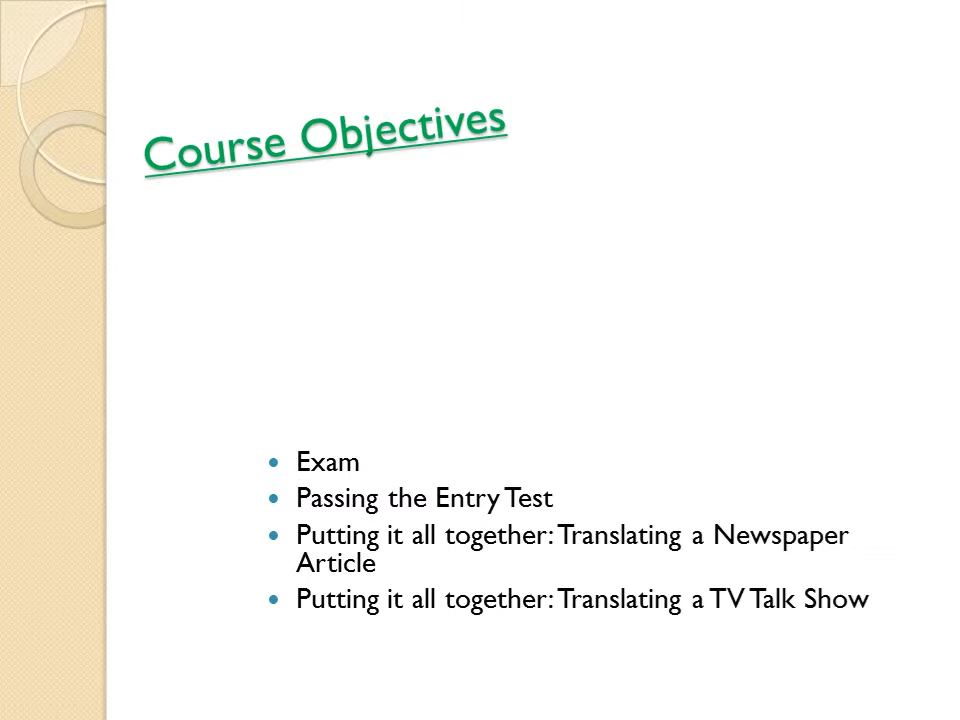 Course Objectives
• Exam
• Passing the Entry Test
• Putting it all together: Translating a Newspaper
Article
• Putting it all together: Translating a TV Talk Show